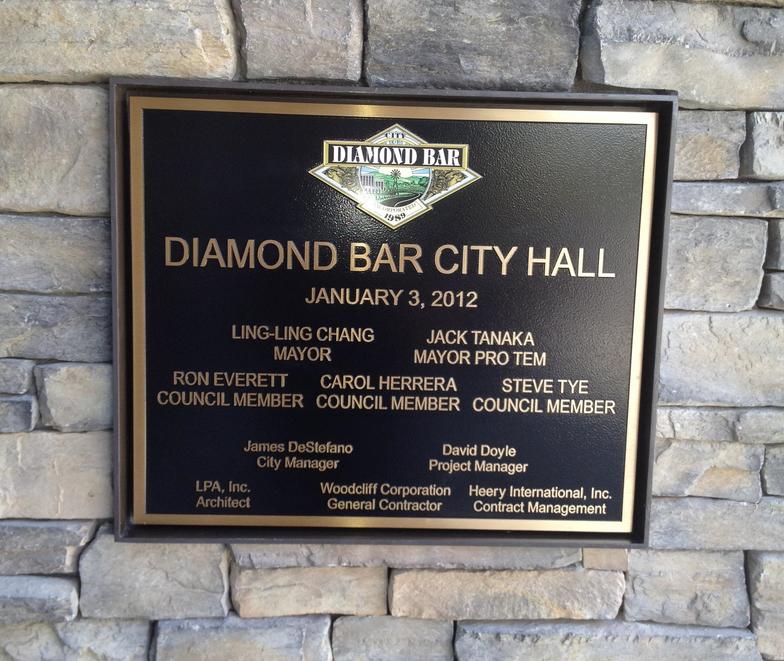 CITY
DIAMOND BAR
INCORPORATED
1989
DIAMOND BAR CITY HALL
JANUARY 3, 2012
LING-LING CHANG JACK TANAKA
MAYOR MAYOR PRO TEM
RON EVERETT CAROL HERRERA STEVE TYE
COUNCIL MEMBER COUNCIL MEMBER COUNCIL MEMBER
James DeStefano David Doyle
City Manager Project Manager
LPA, Inc. Woodcliff Corporation Heery International, Inc.
Architect General Contractor Contract Management